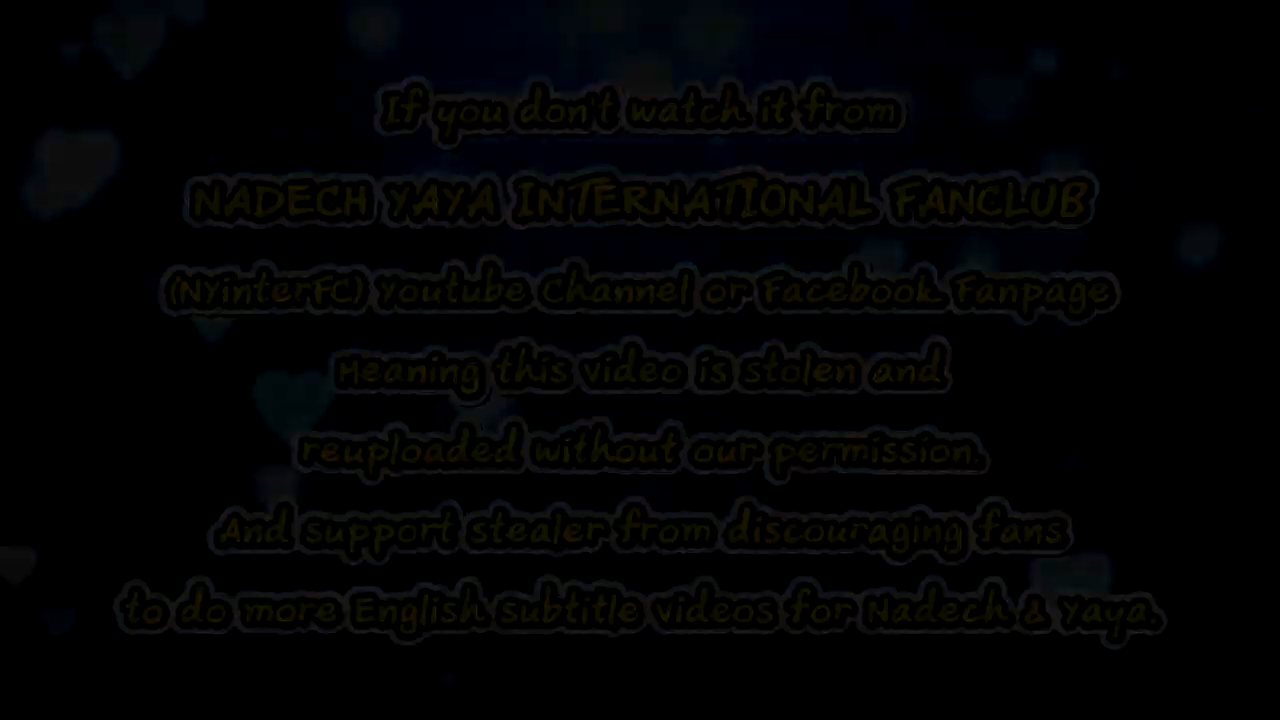 If you don't watch it from
NADECH YAYA INTERNATIONAL FANCLUB
(NYinterFC) Youtube Channel or Facebook Fanpage
Meaning this video is stolen and
reuploaded without our permission.
And support stealer from discouraging fans
to do more English subtitle videos for Nadech & Yaya.